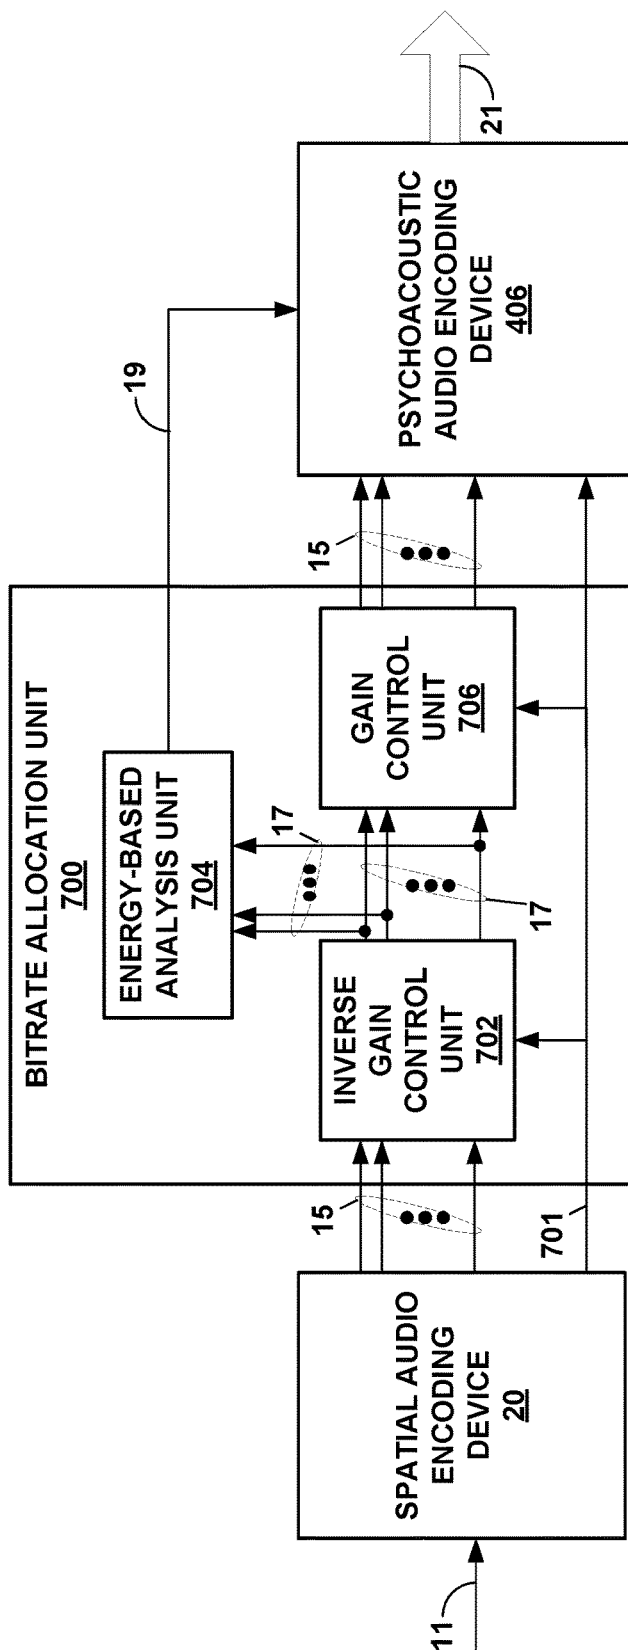 11
SPATIAL AUDIO
ENCODING
DEVICE
20
15
701
BITRATE ALLOCATION UNIT
700
INVERSE
GAIN
CONTROL
UNIT
702
ENERGY-BASED
ANALYSIS UNIT
704
17
17
GAIN
CONTROL
UNIT
706
15
19
PSYCHOACOUSTIC
AUDIO ENCODING
DEVICE
406
21